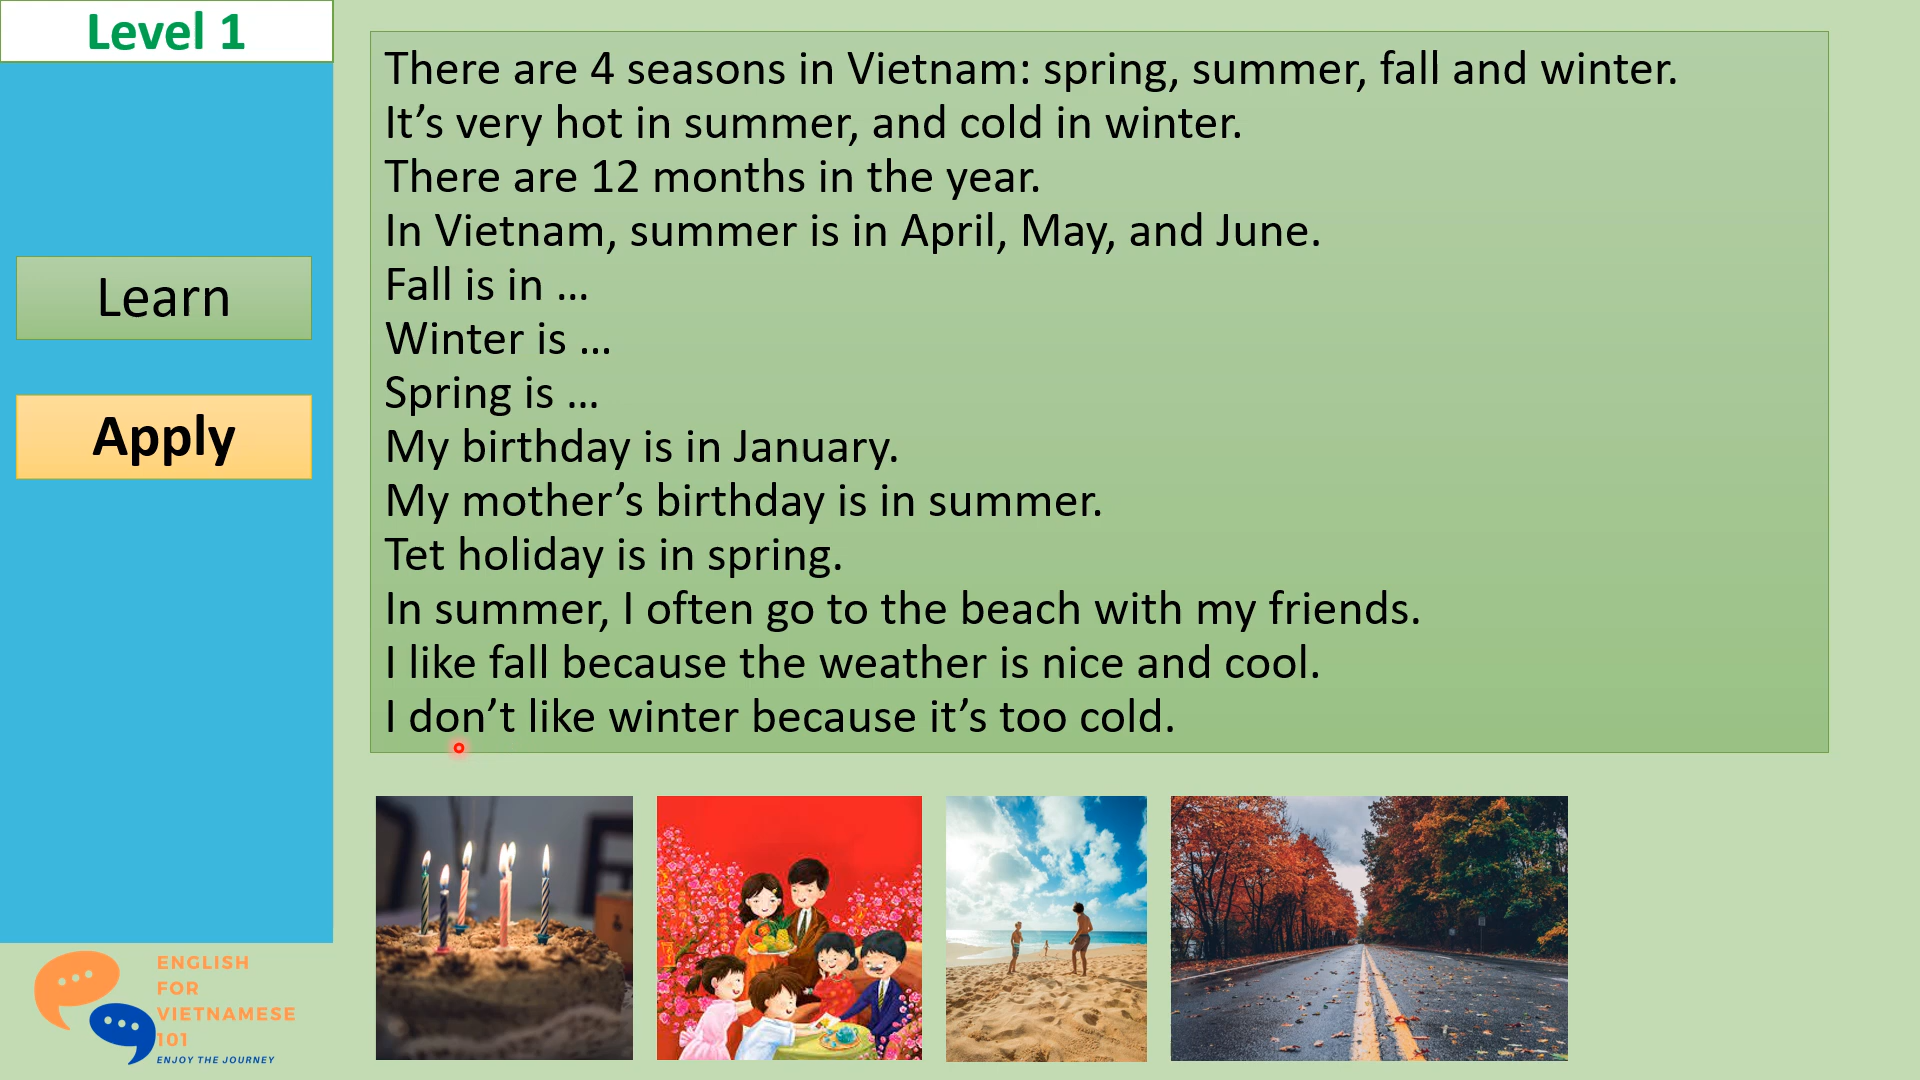 Level 1
Learn
Apply
There are 4 seasons in Vietnam: spring, summer, fall and winter.
It’s very hot in summer, and cold in winter.
There are 12 months in the year.
In Vietnam, summer is in April, May, and June.
Fall is in …
Winter is …
Spring is …
My birthday is in January.
My mother’s birthday is in summer.
Tet holiday is in spring.
In summer, I often go to the beach with my friends.
I like fall because the weather is nice and cool.
I don’t like winter because it’s too cold.
ENGLISH
FOR
VIETNAMESE
101
ENJOY THE JOURNEY